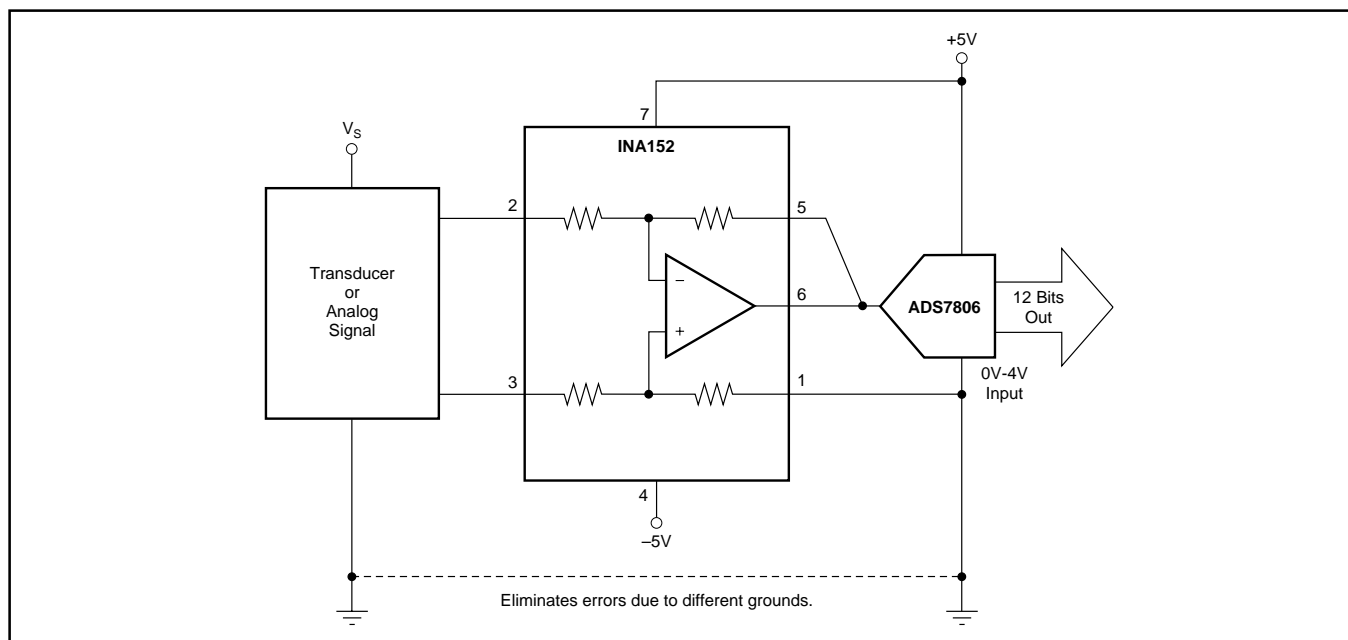 +5V
7
V_S
INA152
2
5
Transducer
or
Analog
Signal
−
6
ADS7806
12 Bits
Out
+
3
1
0V-4V
Input
4
–5V
Eliminates errors due to different grounds.